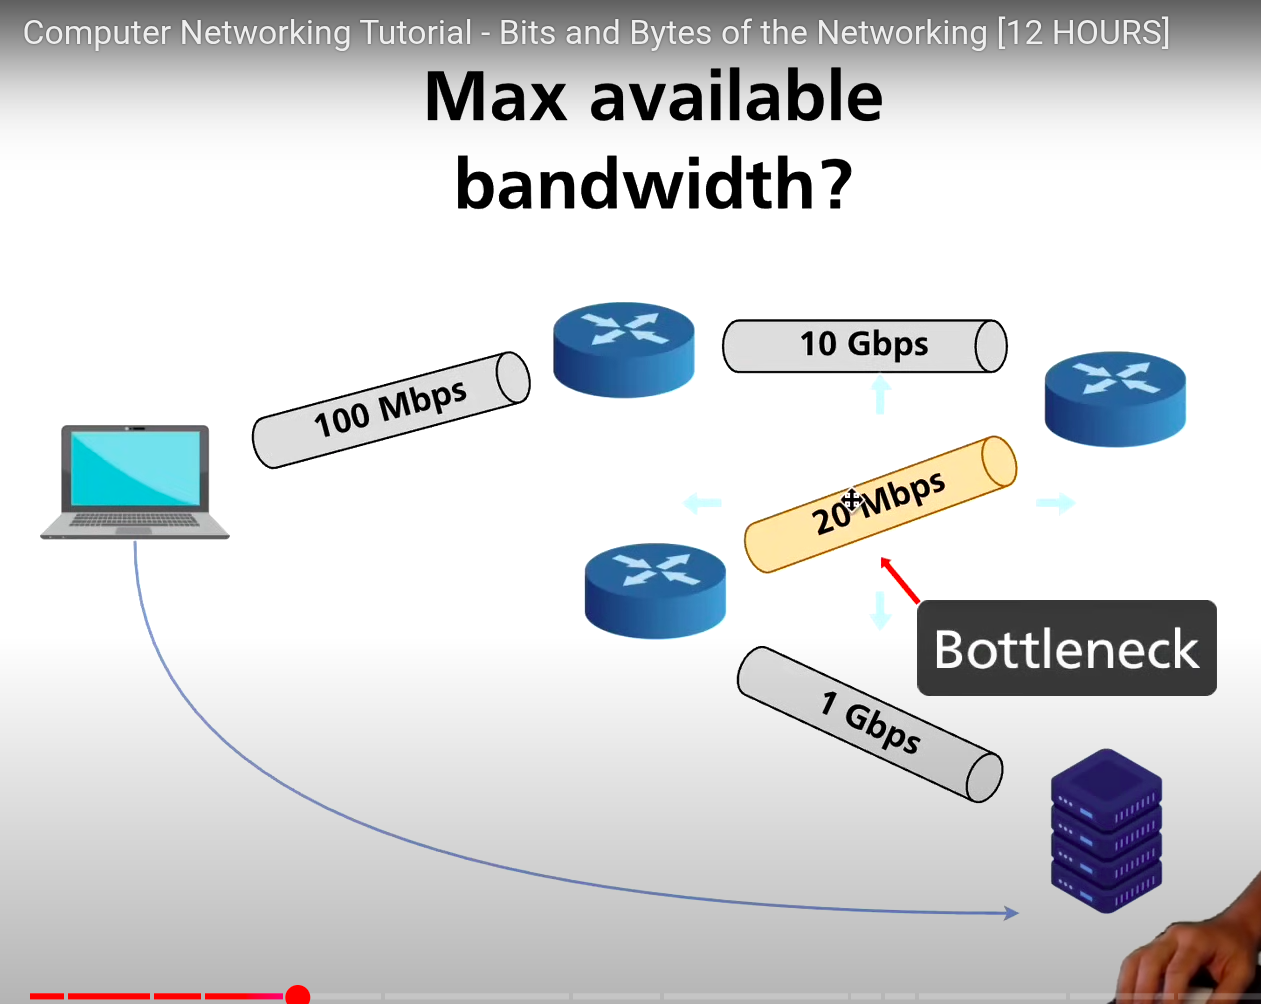 Computer Networking Tutorial - Bits and Bytes of the Networking [12 HOURS]
Max available
bandwidth?
10 Gbps
100 Mbps
20 Mbps
Bottleneck
1 Gbps